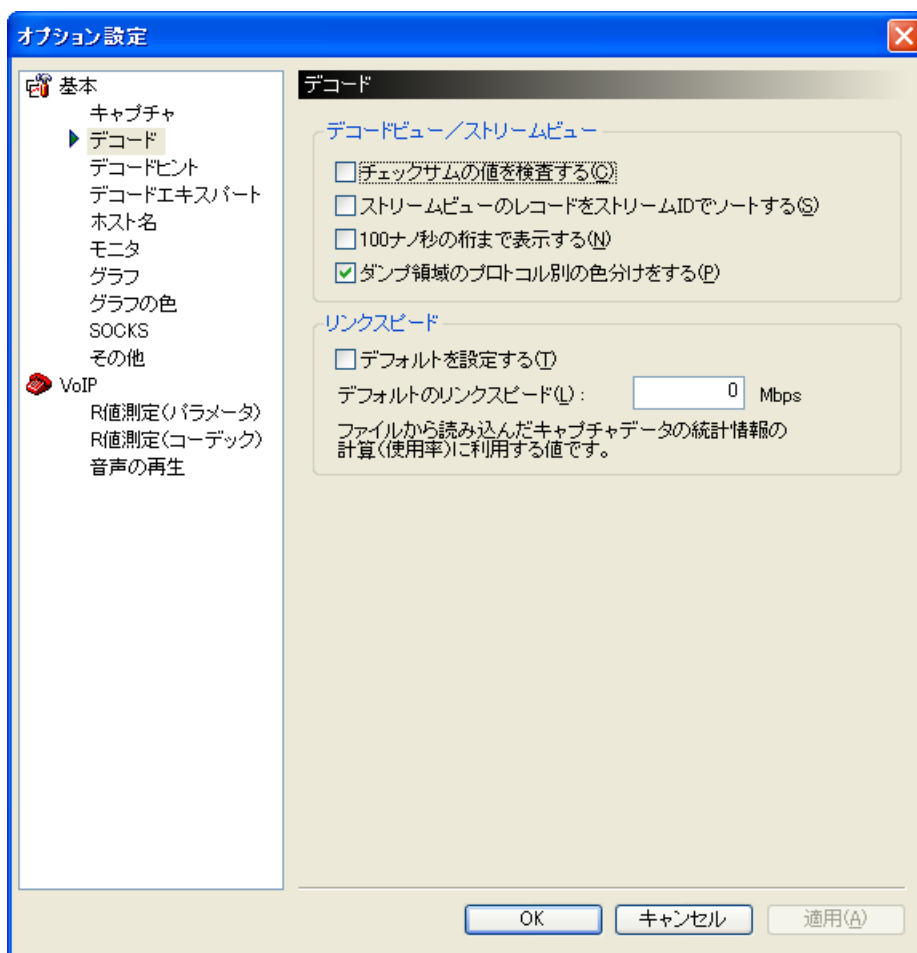 オプション設定
基本
キャプチャ
デコード
デコードヒント
デコードエキスパート
ホスト名
モニタ
グラフ
グラフの色
SOCKS
その他
VoIP
R値測定(パラメータ)
R値測定(コーデック)
音声の再生
デコード
デコードビュー／ストリームビュー
チェックサムの値を検査する(C)
ストリームビューのレコードをストリームIDでソートする(S)
100ナノ秒の桁まで表示する(N)
ダンプ領域のプロトコル別の色分けをする(P)
リンクスピード
デフォルトを設定する(T)
デフォルトのリンクスピード(L)： 0 Mbps
ファイルから読み込んだキャプチャデータの統計情報の
計算(使用率)に利用する値です。
OK キャンセル 適用(A)